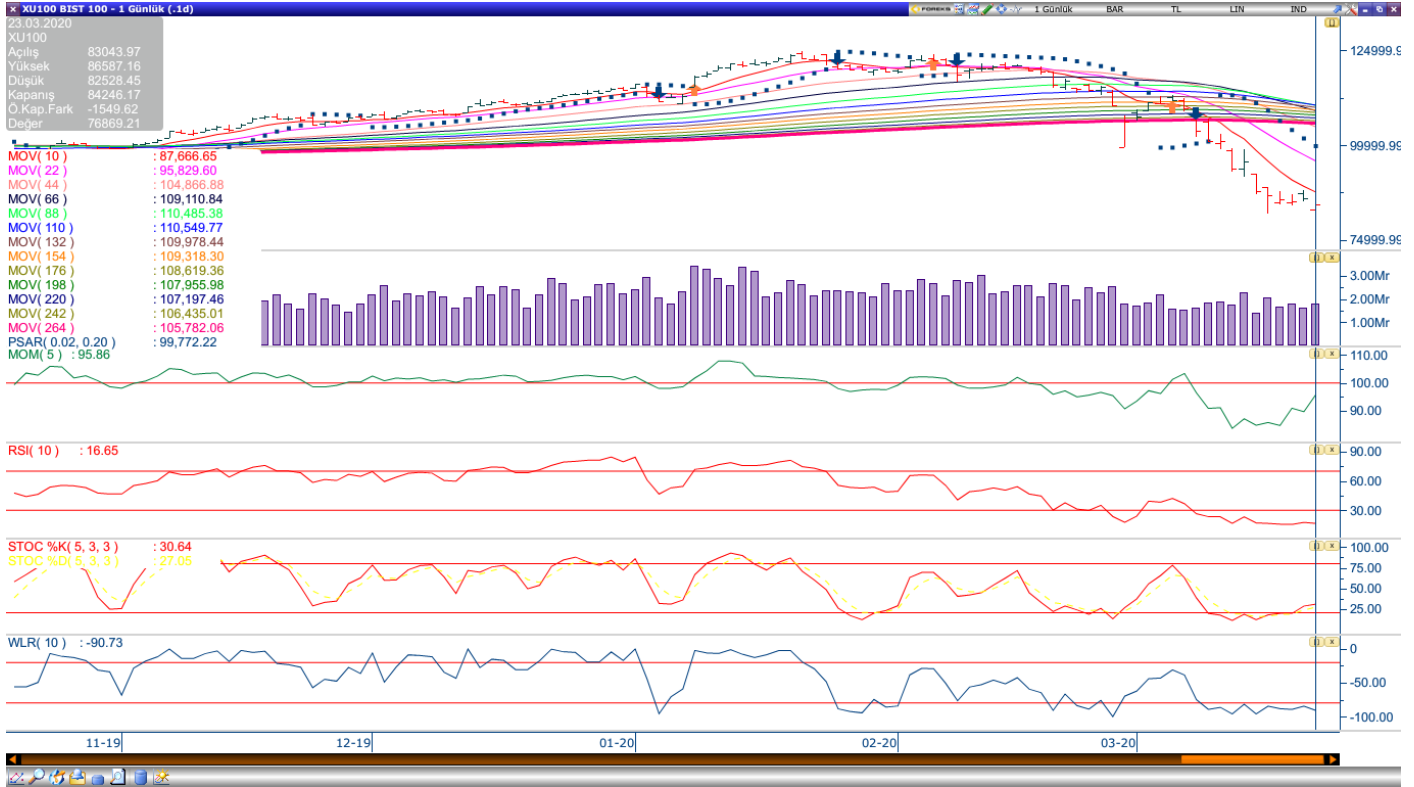 XU100 BIST 100 - 1 Günlük (.1d)
FOREKS 1 Günlük BAR TL LIN IND
23.03.2020
XU100
Açılış 83043.97
Yüksek 86587.16
Düşük 82528.45
Kapanış 84246.17
Ö.Kap.Fark -1549.62
Değer 76869.21
MOV( 10 ) : 87,666.65
MOV( 22 ) : 95,829.60
MOV( 44 ) : 104,866.88
MOV( 66 ) : 109,110.84
MOV( 88 ) : 110,485.38
MOV( 110 ) : 110,549.77
MOV( 132 ) : 109,978.44
MOV( 154 ) : 109,318.30
MOV( 176 ) : 108,619.36
MOV( 198 ) : 107,955.98
MOV( 220 ) : 107,197.46
MOV( 242 ) : 106,435.01
MOV( 264 ) : 105,782.06
PSAR( 0.02, 0.20 ) : 99,772.22
124999.9
99999.99
74999.99
3.00Mr
2.00Mr
1.00Mr
MOM( 5 ) : 95.86
110.00
100.00
90.00
RSI( 10 ) : 16.65
90.00
60.00
30.00
STOC %K( 5, 3, 3 ) : 30.64
STOC %D( 5, 3, 3 ) : 27.05
100.00
75.00
50.00
25.00
WLR( 10 ) : -90.73
0
-50.00
-100.00
11-19 12-19 01-20 02-20 03-20